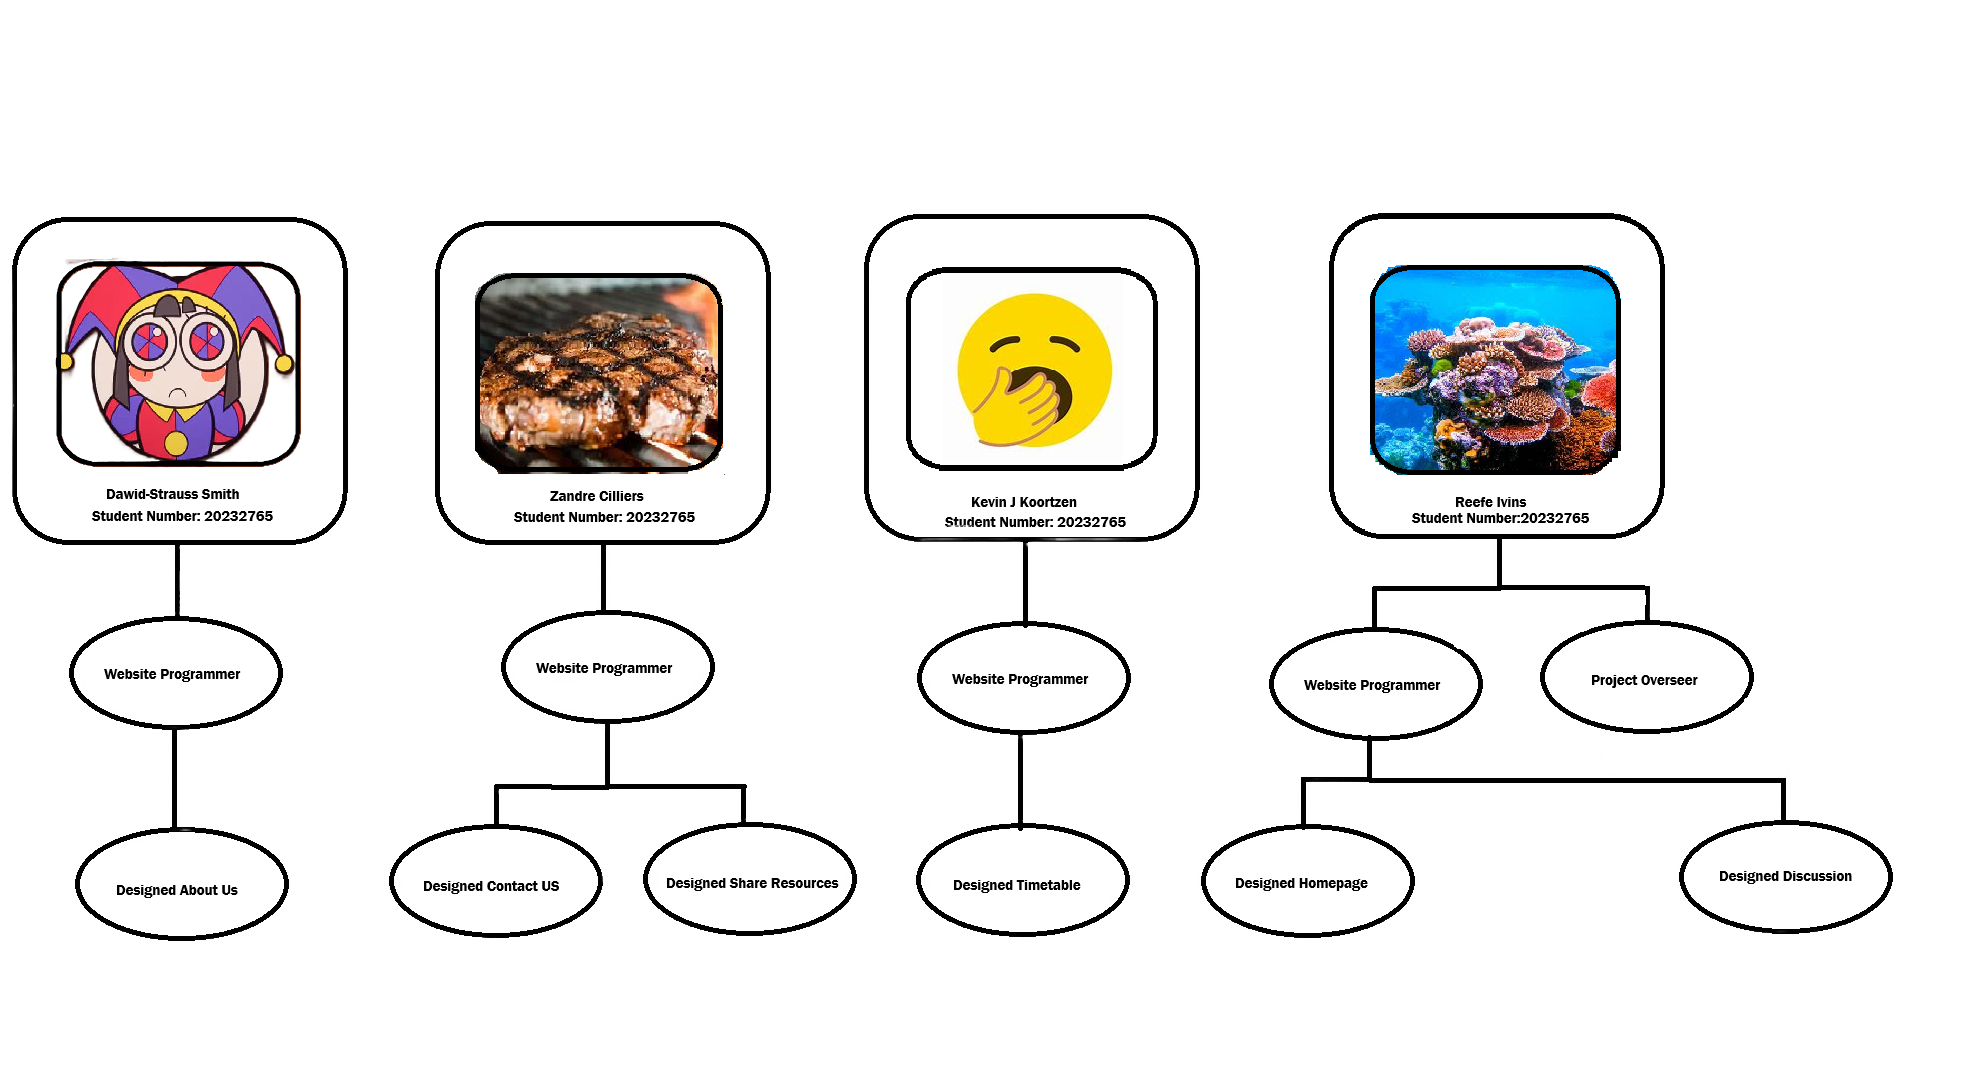 Dawid-Strauss Smith
Student Number: 20232765
Zandre Cilliers
Student Number: 20232765
Kevin J Koortzen
Student Number: 20232765
Reefe Ivins
Student Number:20232765
Website Programmer
Website Programmer
Website Programmer
Website Programmer
Project Overseer
Designed About Us
Designed Contact US
Designed Share Resources
Designed Timetable
Designed Homepage
Designed Discussion